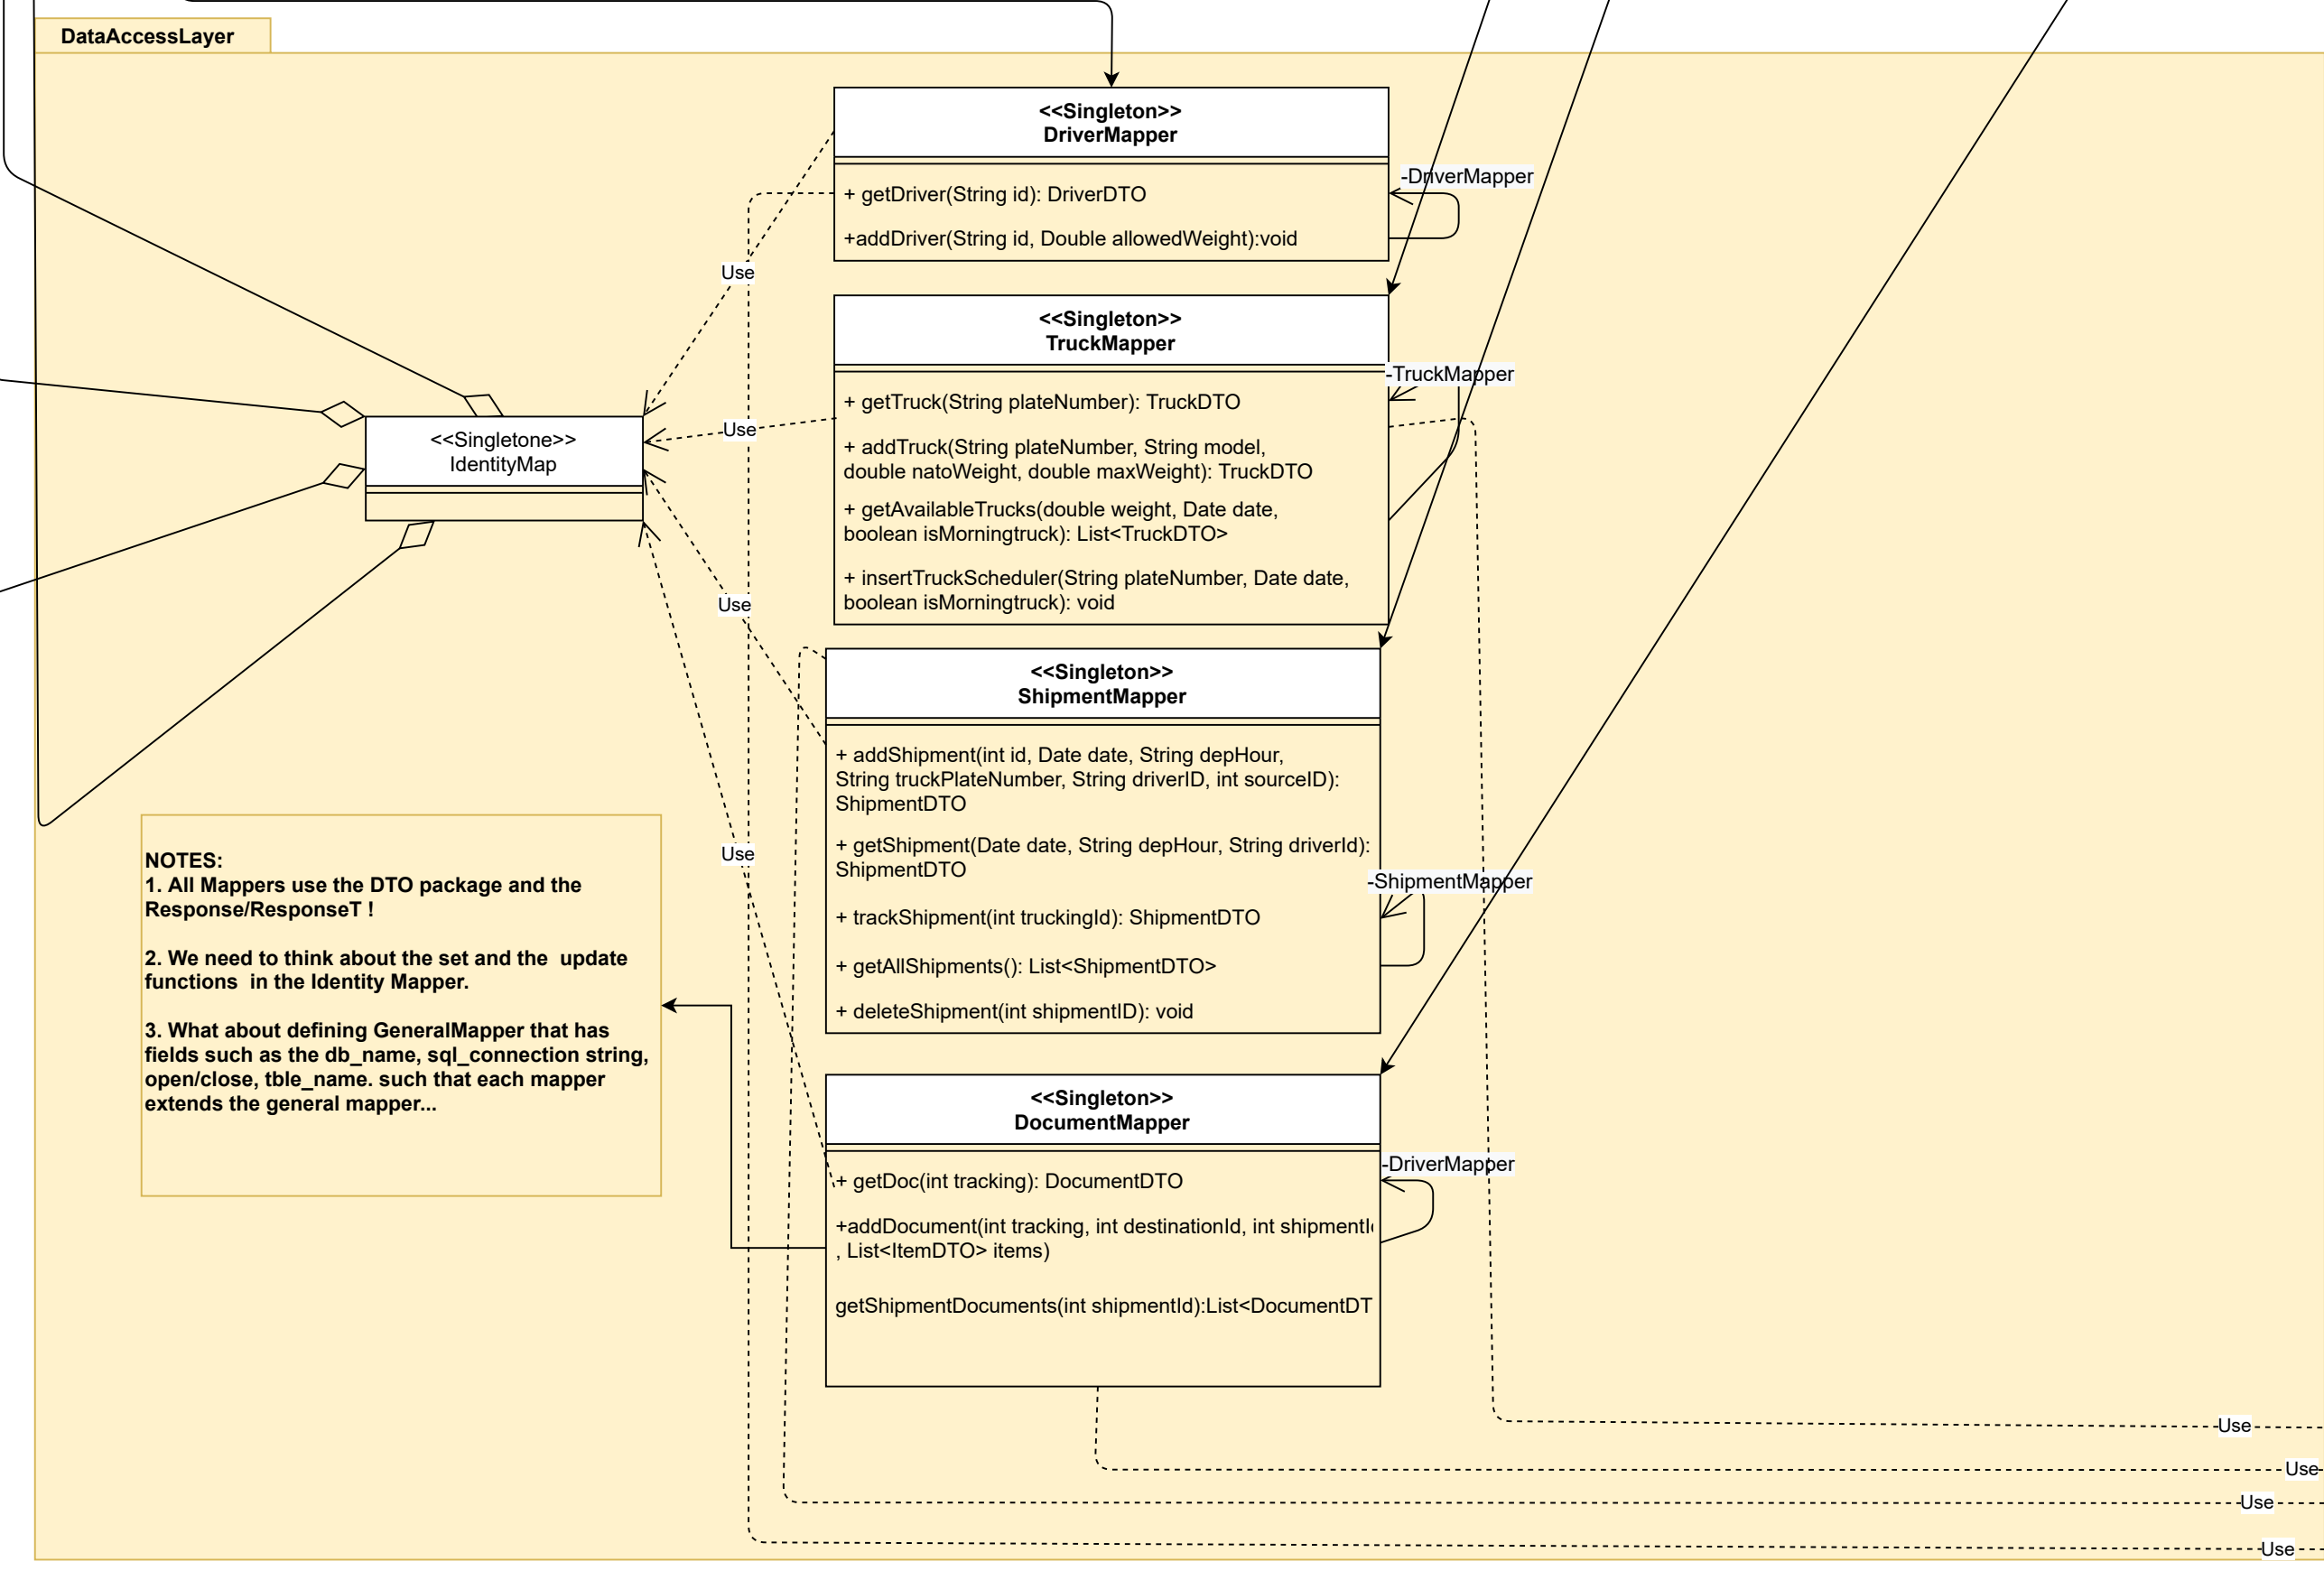 DataAccessLayer
<<Singleton>>
DriverMapper
+ getDriver(String id): DriverDTO
+addDriver(String id, Double allowedWeight):void
-DriverMapper
Use
<<Singleton>>
TruckMapper
+ getTruck(String plateNumber): TruckDTO
+ addTruck(String plateNumber, String model,
double natoWeight, double maxWeight): TruckDTO
+ getAvailableTrucks(double weight, Date date,
boolean isMorningtruck): List<TruckDTO>
+ insertTruckScheduler(String plateNumber, Date date,
boolean isMorningtruck): void
-TruckMapper
Use
<<Singletone>>
IdentityMap
Use
<<Singleton>>
ShipmentMapper
+ addShipment(int id, Date date, String depHour,
String truckPlateNumber, String driverID, int sourceID):
ShipmentDTO
+ getShipment(Date date, String depHour, String driverId):
ShipmentDTO
+ trackShipment(int truckingId): ShipmentDTO
+ getAllShipments(): List<ShipmentDTO>
+ deleteShipment(int shipmentID): void
-ShipmentMapper
Use
NOTES:
1. All Mappers use the DTO package and the
Response/ResponseT !
2. We need to think about the set and the  update
functions  in the Identity Mapper.
3. What about defining GeneralMapper that has
fields such as the db_name, sql_connection string,
open/close, tble_name. such that each mapper
extends the general mapper...
<<Singleton>>
DocumentMapper
+ getDoc(int tracking): DocumentDTO
+addDocument(int tracking, int destinationId, int shipmentI
, List<ItemDTO> items)
getShipmentDocuments(int shipmentId):List<DocumentDT
-DriverMapper
Use
Use
Use
Use